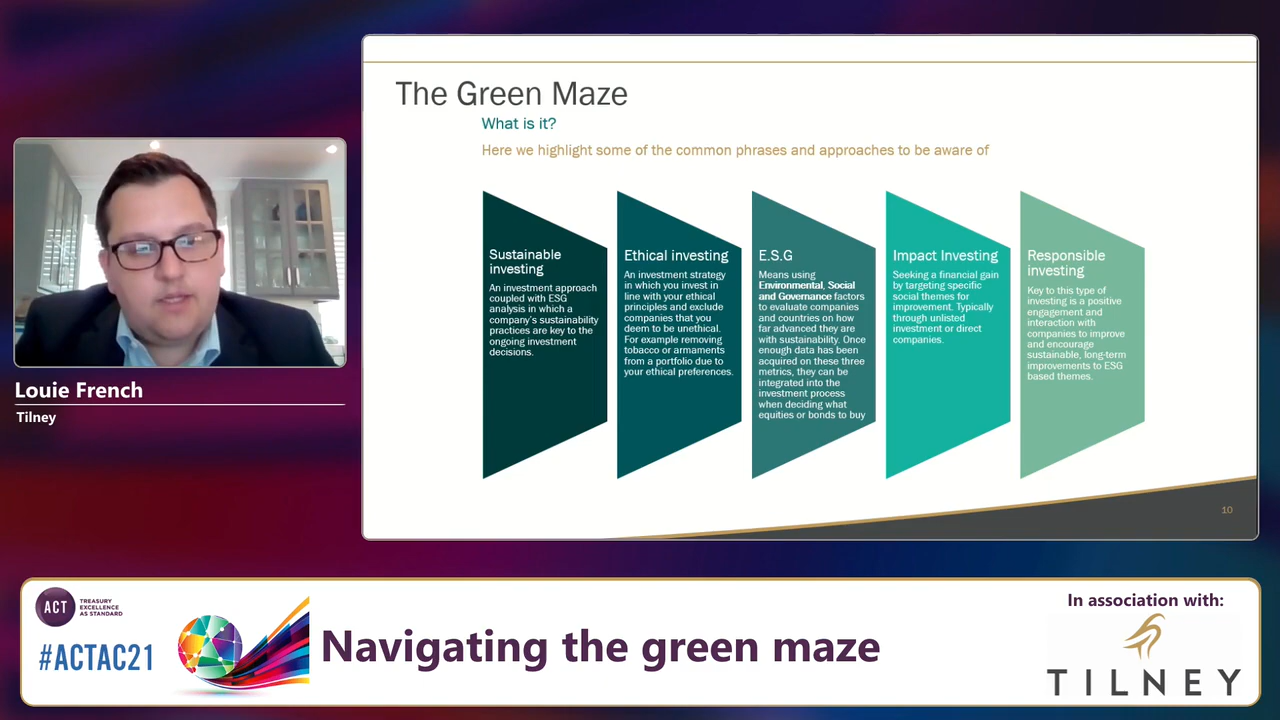 The Green Maze
What is it?
Here we highlight some of the common phrases and approaches to be aware of
Sustainable
investing
An investment approach
coupled with ESG
analysis in which a
company's sustainability
practices are key to the
ongoing investment
decisions.
Ethical investing
An investment strategy
in which you invest in
line with your ethical
principles and exclude
companies that you
deem to be unethical.
For example removing
tobacco or armaments
from a portfolio due to
your ethical preferences.
E.S.G
Means using
Environmental, Social
and Governance factors
to evaluate companies
and countries on how
far advanced they are
with sustainability. Once
enough data has been
acquired on these three
metrics, they can be
integrated into the
investment process
when deciding what
equities or bonds to buy
Impact Investing
Seeking a financial gain
by targeting specific
social themes for
improvement. Typically
through unlisted
investment or direct
companies.
Responsible
investing
Key to this type of
investing is a positive
engagement and
interaction with
companies to improve
and encourage
sustainable, long-term
improvements to ESG
based themes.
10
Louie French
Tilney
ACT
TREASURY
EXCELLENCE
AS STANDARD
#ACTAC21
Navigating the green maze
In association with:
TILNEY